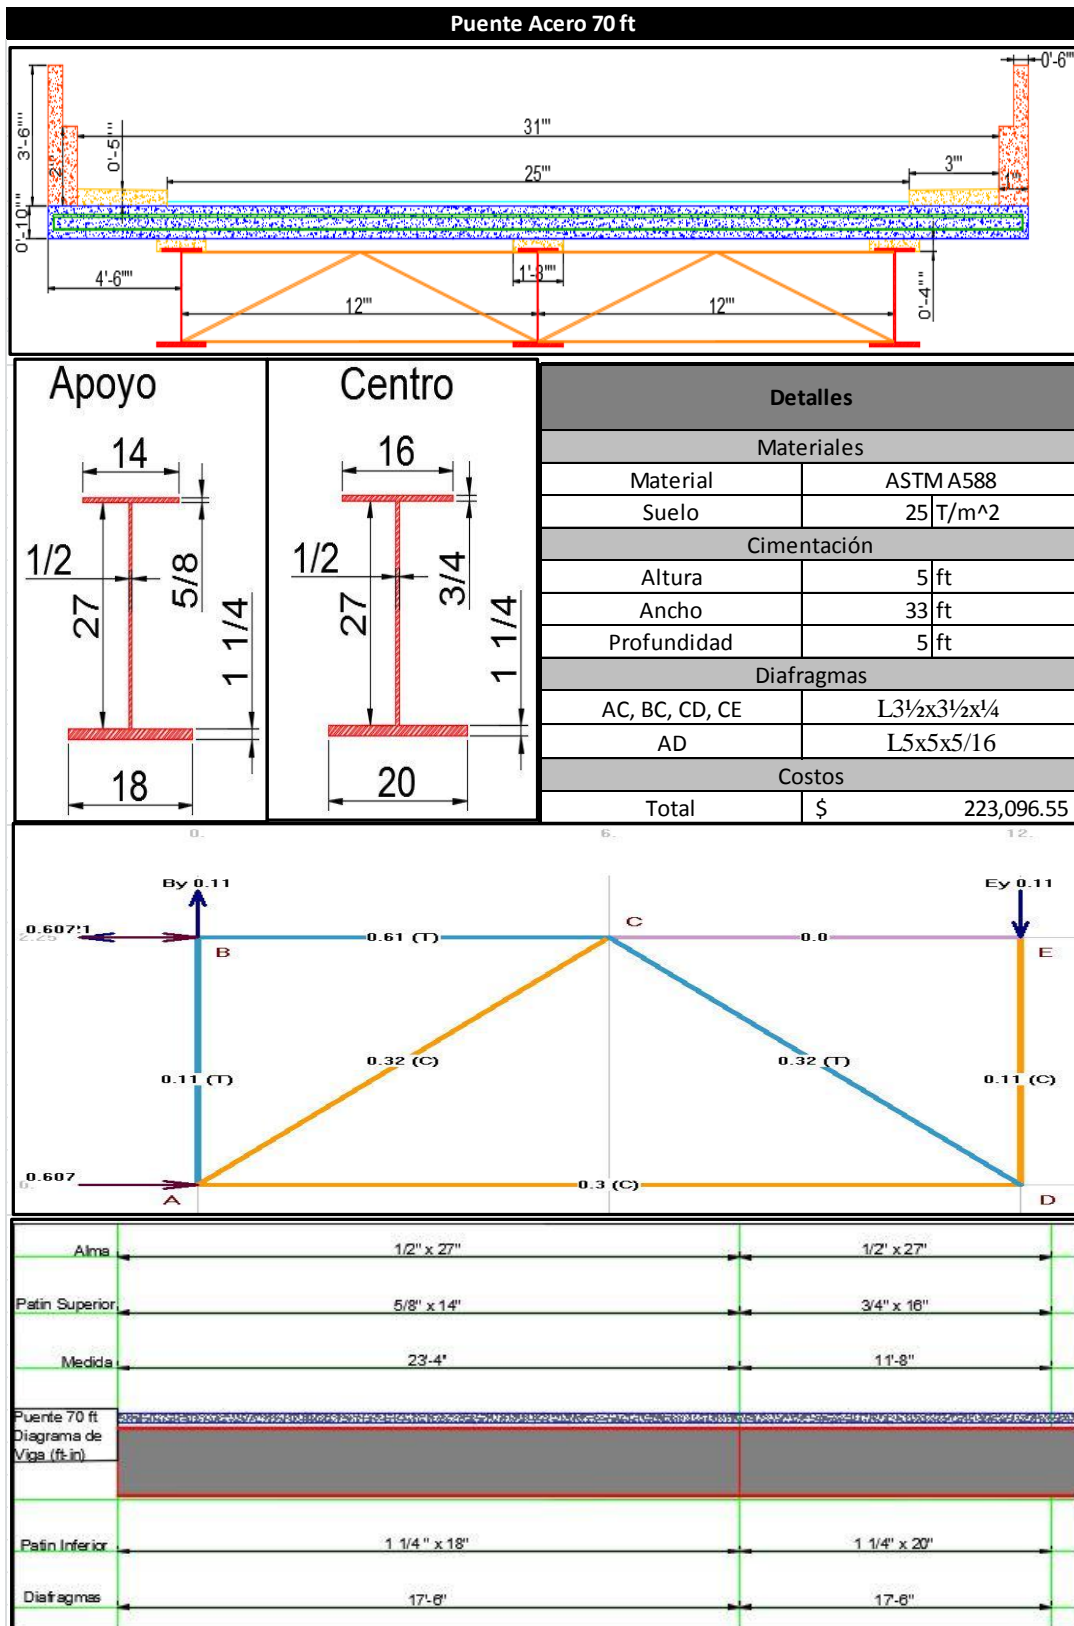 Puente Acero 70 ft
0'-6""
3'-6""
2'
0'-5""
31'"
25'"
3'"
1'"
0'-10""
4'-6""
1'-8""
12'"
12'"
0'-4""
Apoyo
14
1/2
27
5/8
1 1/4
18
Centro
16
1/2
27
3/4
1 1/4
20
Detalles
Materiales
Material ASTM A588
Suelo 25 T/m^2
Cimentación
Altura 5 ft
Ancho 33 ft
Profundidad 5 ft
Diafragmas
AC, BC, CD, CE L3½x3½x¼
AD L5x5x5/16
Costos
Total $ 223,096.55
0. 6. 12.
By 0.11 Ey 0.11
C
2.25 0.61 (T) 0.0
B E
0.32 (C) 0.32 (T)
0.11 (T) 0.11 (C)
0.607
0. 0.3 (C)
A D
Alma 1/2" x 27" 1/2" x 27"
Patin Superior 5/8" x 14" 3/4" x 16"
Medida 23'-4" 11'-8"
Puente 70 ft
Diagrama de
Viga (ft-in)
Patin Inferior 1 1/4 " x 18" 1 1/4" x 20"
Diafragmas 17'-6" 17'-6"